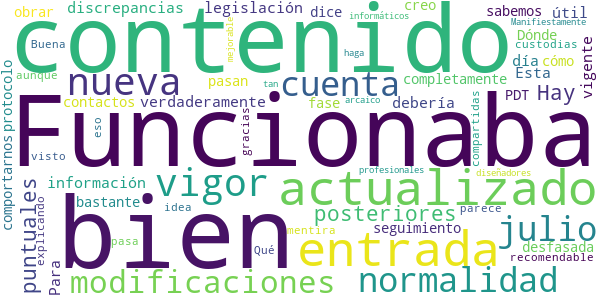 obrar discrepancias legislación dice creo informáticos sabemos útil
Buena contenido mejorable haga Manifiestamente
Dónde custodias
aunque nueva pasan cuenta completamente día cómo
tan Esta vigente
protocolo contactos verdaderamente fase arcaico debería PDT Hay
comportarnos eso Funcionaba gracias compartidas
visto
información profesionales diseñadores
puntuales explicando bastante idea vigor actualizado
bien posteriores parece
Qué mentira seguimiento julio
Para pasa entrada desfasada
recomendable
modificaciones normalidad